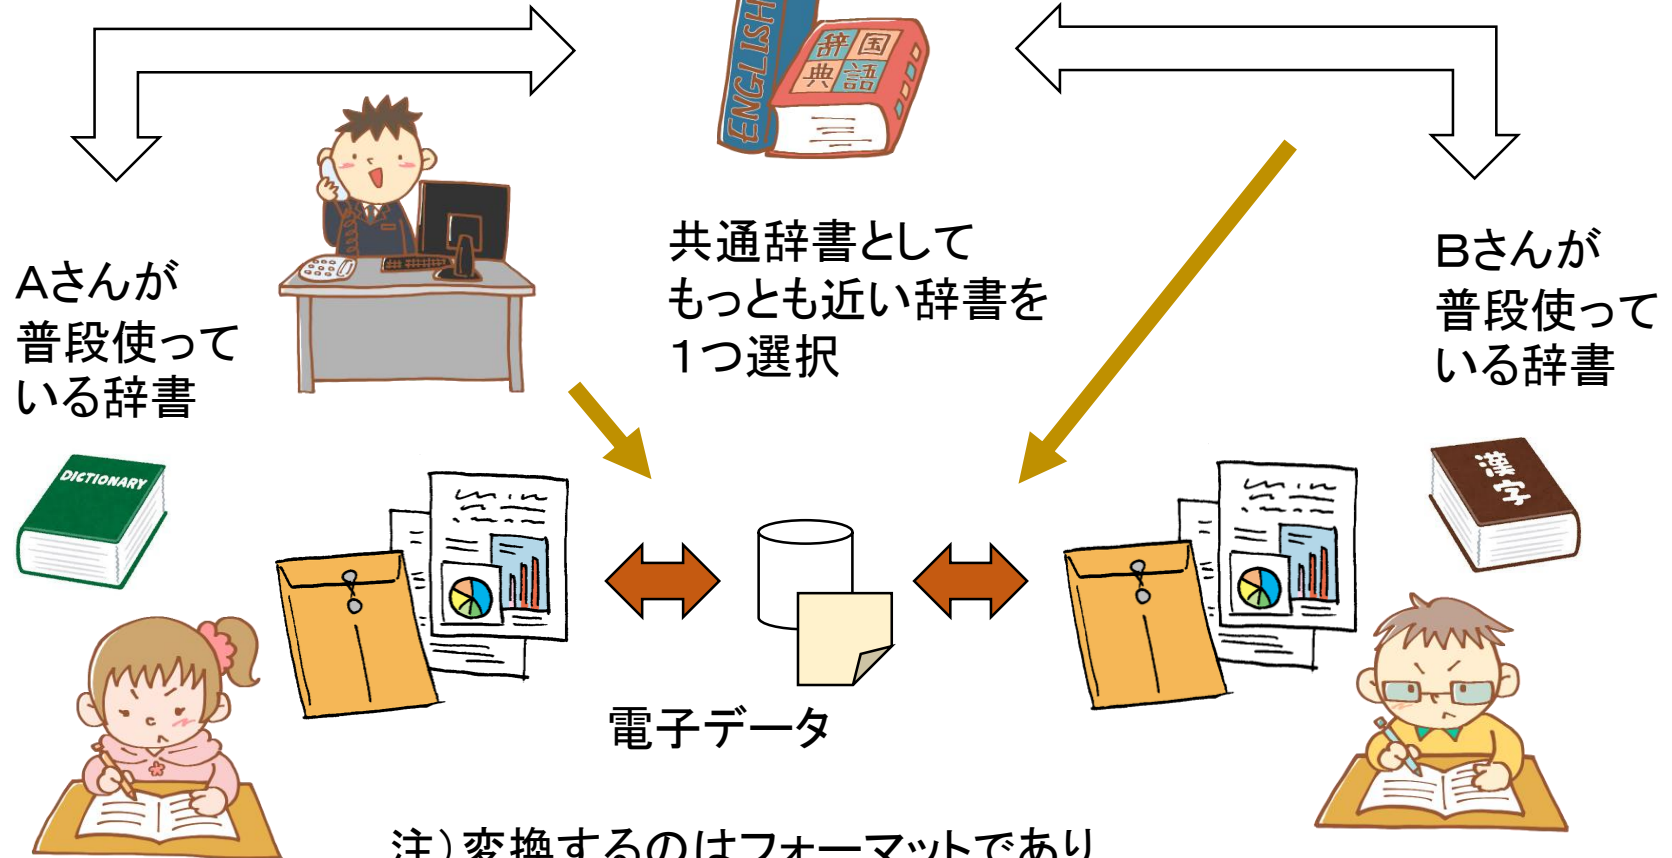 ENGLISH
辞国
典語
共通辞書として
もっとも近い辞書を
1つ選択
Aさんが
普段使って
いる辞書
Bさんが
普段使って
いる辞書
DICTIONARY
漢字
電子データ
注)変換するのはフォーマットであり